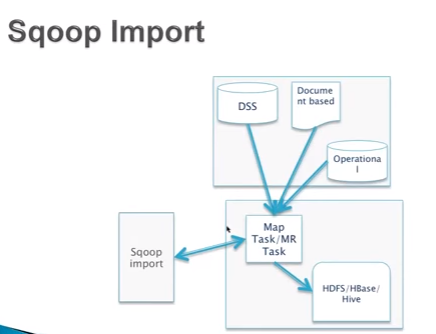 Sqoop Import
DSS
Docume
nt based
Operationa
l
Sqoop
import
Map
Task/MR
Task
HDFS/HBase/
Hive